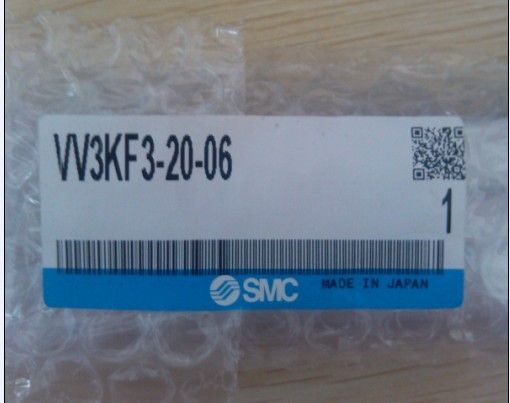 VV3KF3-20-06
1
SMC MADE IN JAPAN